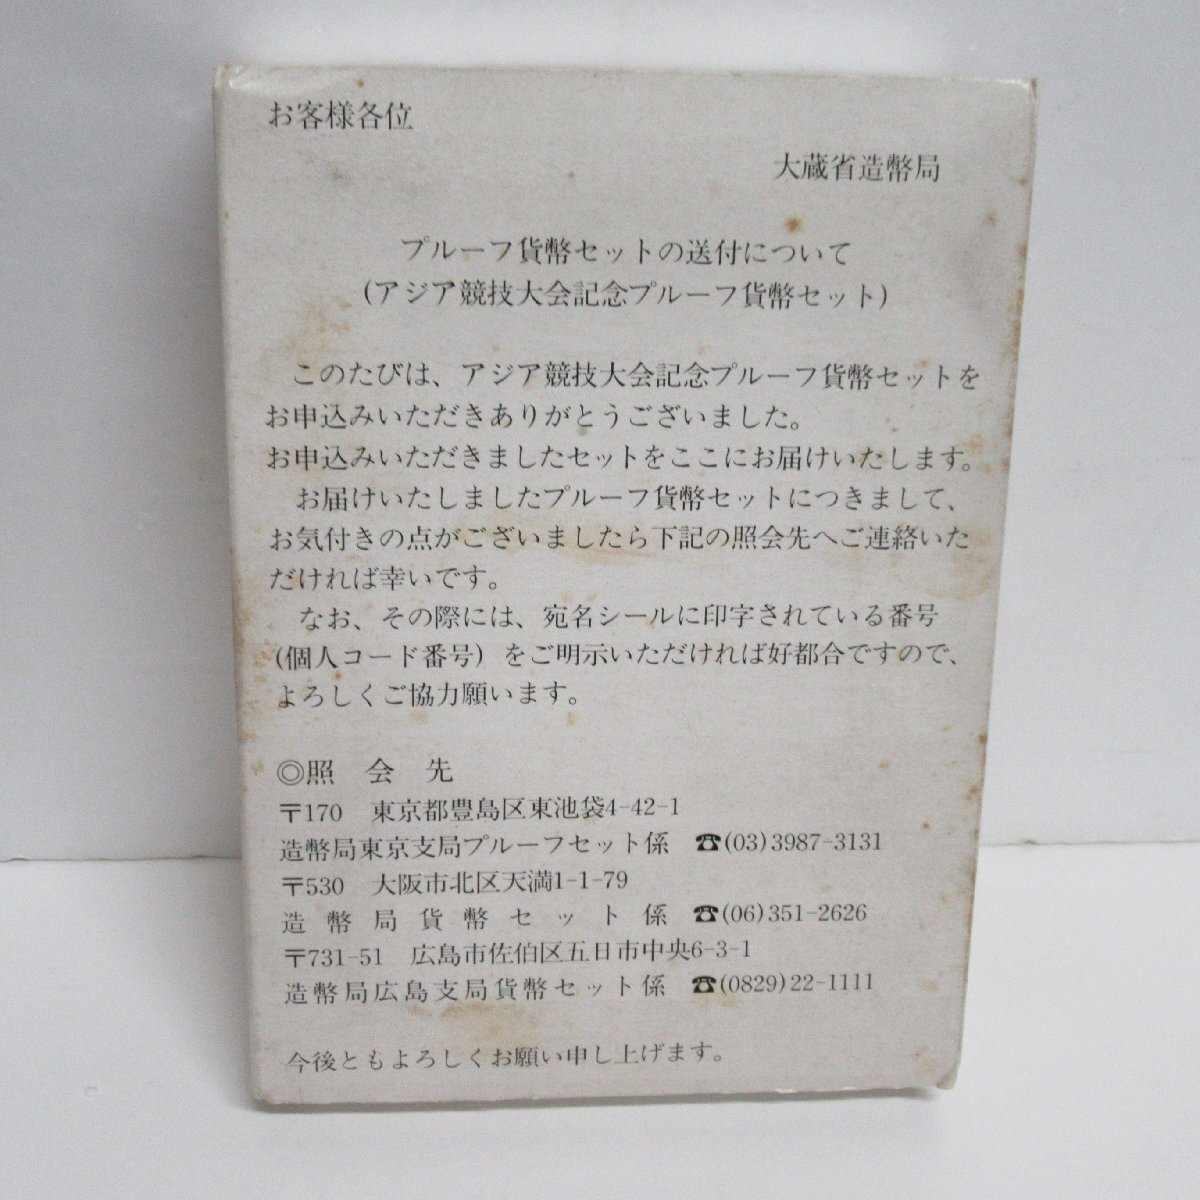 お客様各位
大蔵省造幣局
プルーフ貨幣セットの送付について
(アジア競技大会記念プルーフ貨幣セット)
このたびは、アジア競技大会記念プルーフ貨幣セットを
お申込みいただきありがとうございました。
お申込みいただきましたセットをここにお届けいたします。
お届けいたしましたプルーフ貨幣セットにつきまして、
お気付きの点がございましたら下記の照会先へご連絡いた
だければ幸いです。
なお、その際には、宛名シールに印字されている番号
(個人コード番号) をご明示いただければ好都合ですので、
よろしくご協力願います。
◎照 会 先
〒170 東京都豊島区東池袋4-42-1
造幣局東京支局プルーフセット係 ☎(03)3987-3131
〒530 大阪市北区天満1-1-79
造幣局貨幣セット係 ☎(06)351-2626
〒731-51 広島市佐伯区五日市中央6-3-1
造幣局広島支局貨幣セット係 ☎(0829)22-1111
今後ともよろしくお願い申し上げます。